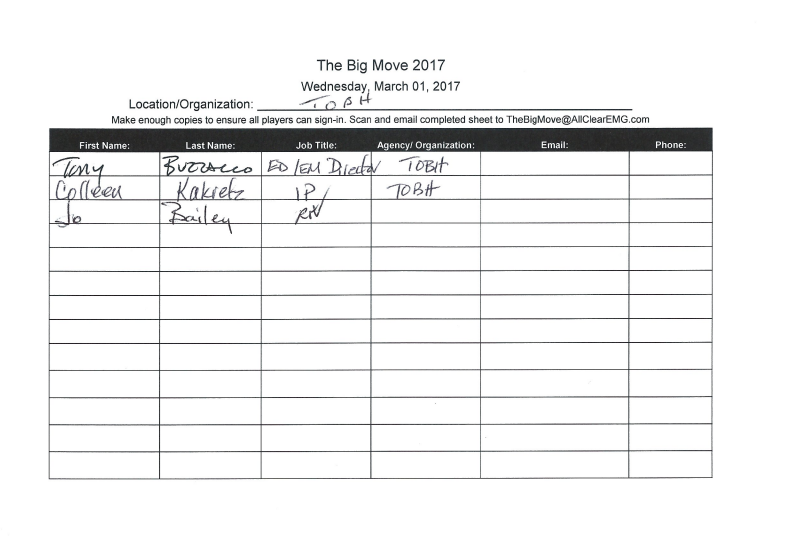 The Big Move 2017
Wednesday, March 01, 2017
Location/Organization: TOBH
Make enough copies to ensure all players can sign-in. Scan and email completed sheet to TheBigMove@AllClearEMG.com
First Name: Last Name: Job Title: Agency/ Organization: Email: Phone:
Tony ED/EM Director TOBH
Colleen IP TOBH
Jo Bailey RN